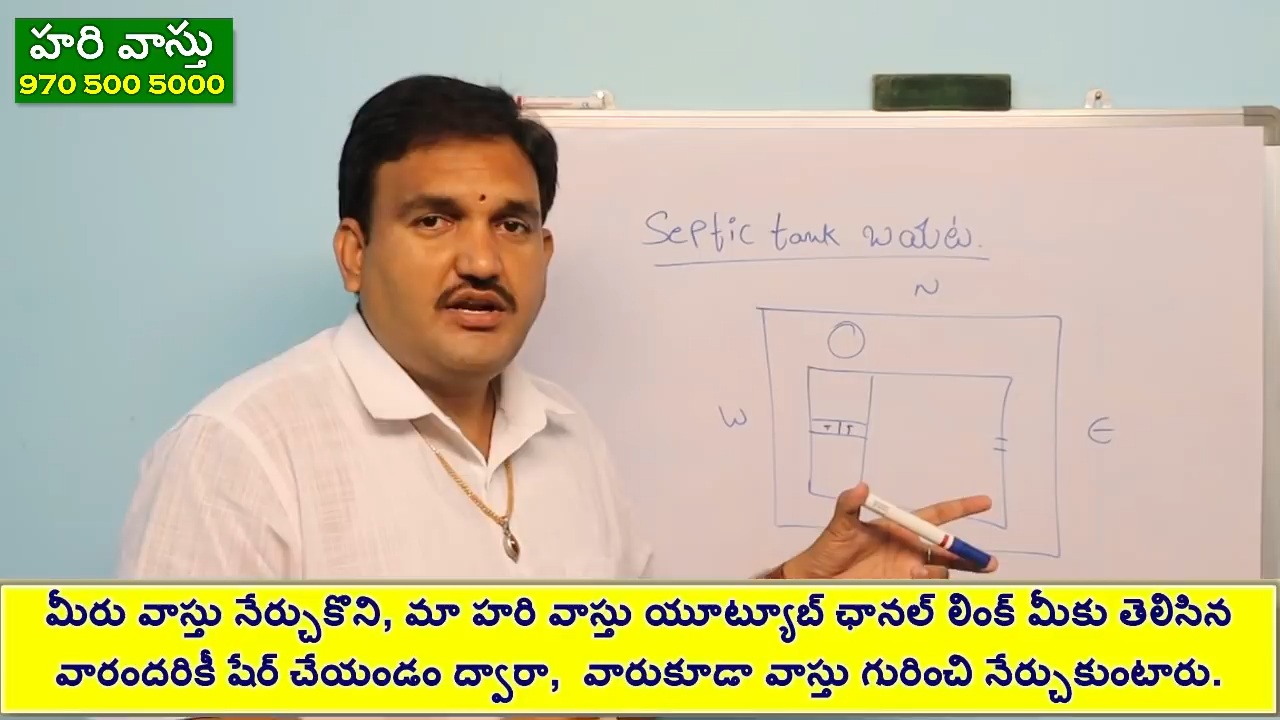 హరి వాస్తు
970 500 5000
Septic tank బయట.
N
W
T T
E
మీరు వాస్తు నేర్చుకొని, మా హరి వాస్తు యూట్యూబ్ ఛానల్ లింక్ మీకు తెలిసిన
వారందరికీ షేర్ చేయండం ద్వారా, వారుకూడా వాస్తు గురించి నేర్చుకుంటారు.